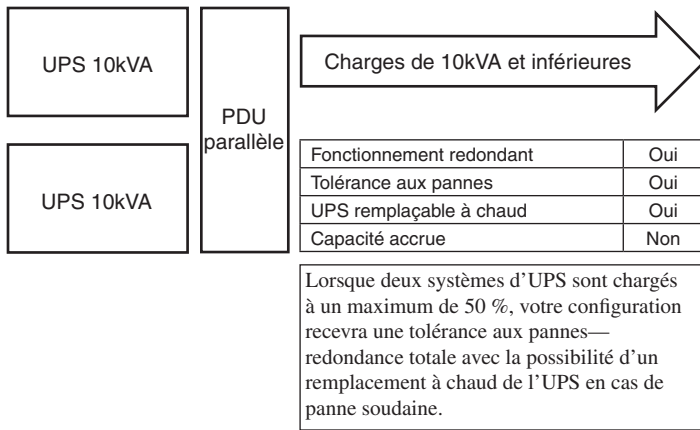 UPS 10kVA
UPS 10kVA
PDU
parallèle
Charges de 10kVA et inférieures
Fonctionnement redondant Oui
Tolérance aux pannes Oui
UPS remplaçable à chaud Oui
Capacité accrue Non
Lorsque deux systèmes d’UPS sont chargés
à un maximum de 50 %, votre configuration
recevra une tolérance aux pannes—
redondance totale avec la possibilité d’un
remplacement à chaud de l’UPS en cas de
panne soudaine.